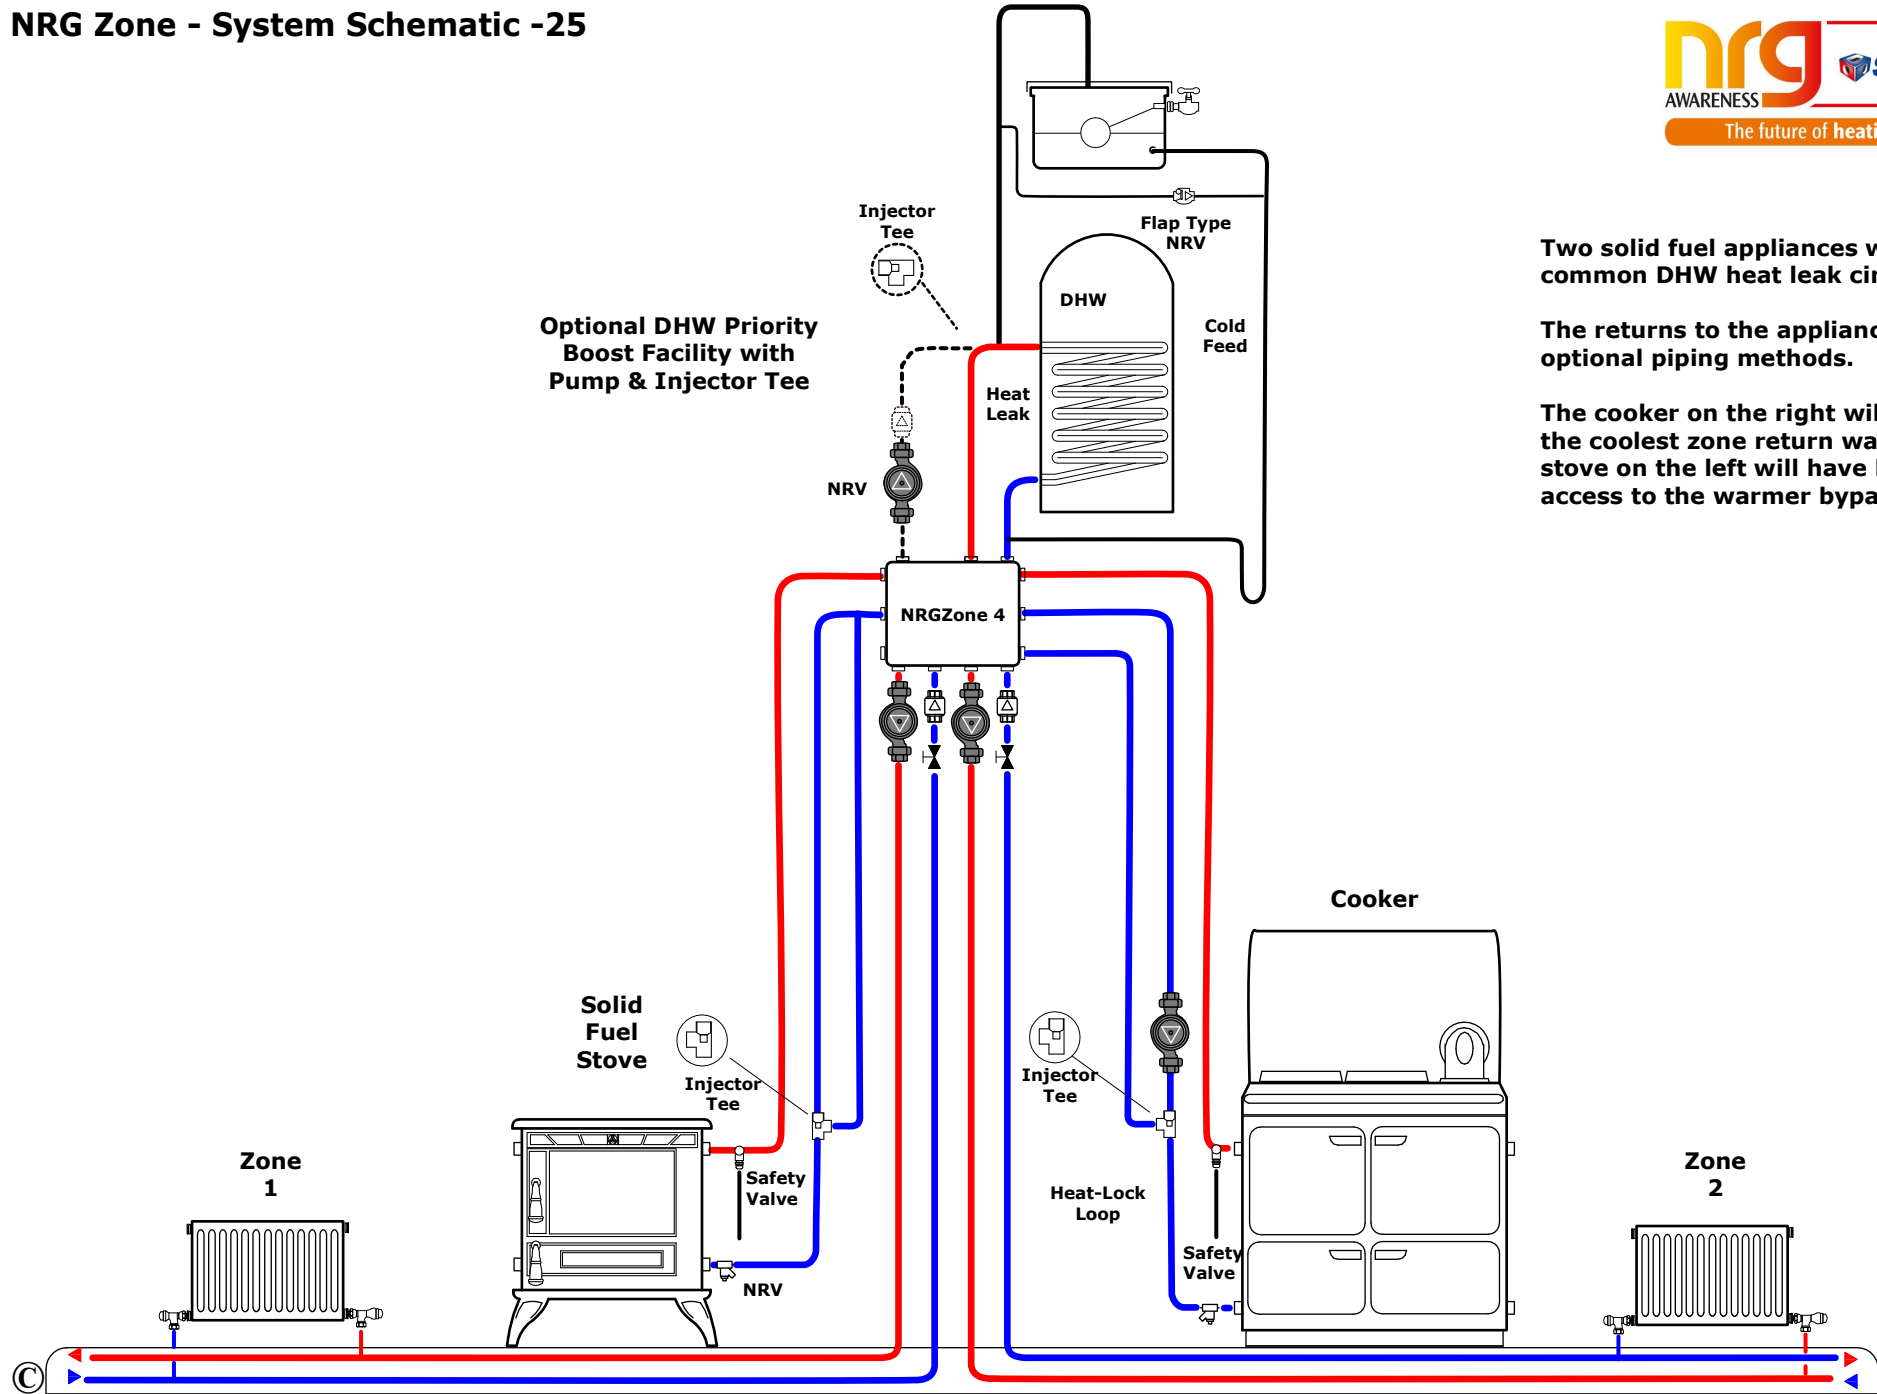 NRG Zone - System Schematic -25
nrg
AWARENESS
The future of heati
Injector
Tee
Flap Type
NRV
Two solid fuel appliances w
common DHW heat leak cir
The returns to the applianc
optional piping methods.
The cooker on the right wil
the coolest zone return wa
stove on the left will have l
access to the warmer bypa
Optional DHW Priority
Boost Facility with
Pump & Injector Tee
DHW
Cold
Feed
Heat
Leak
NRV
NRGZone 4
Cooker
Solid
Fuel
Stove
Injector
Tee
Injector
Tee
Zone
1
Safety
Valve
Heat-Lock
Loop
Zone
2
Safety
Valve
NRV
©